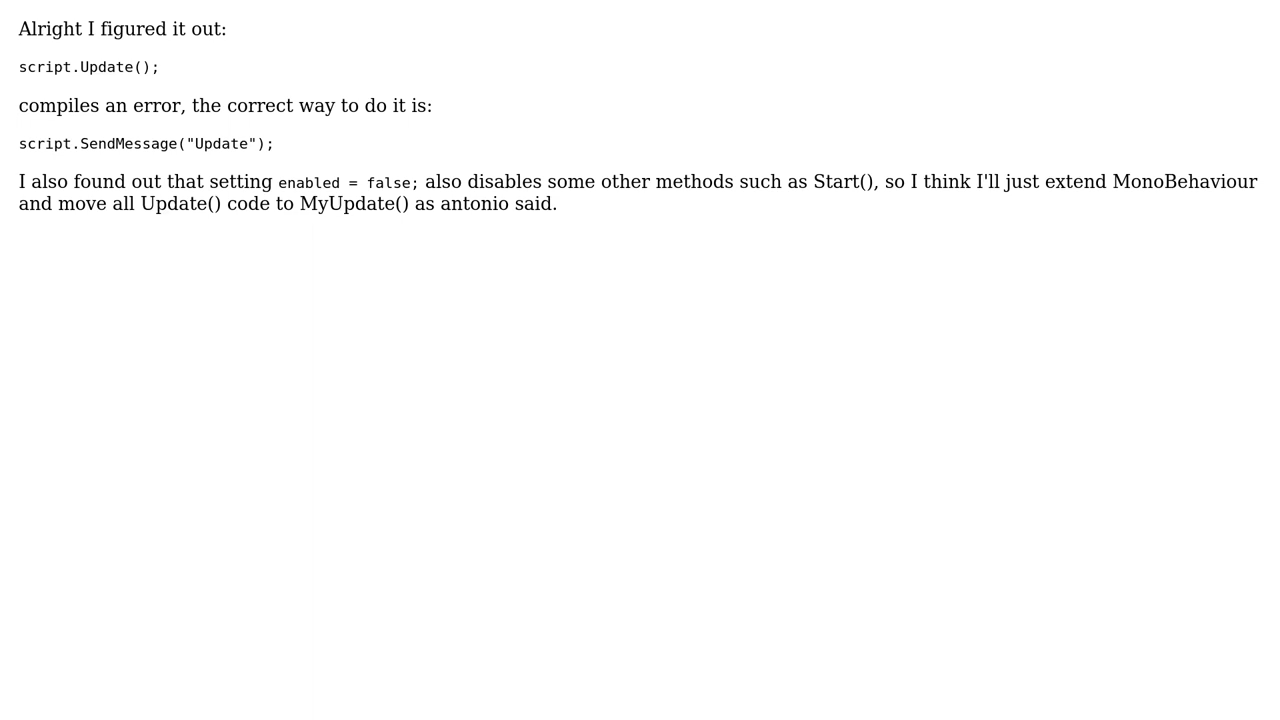 Alright I figured it out:
script.Update();
compiles an error, the correct way to do it is:
script.SendMessage("Update");
I also found out that setting enabled = false; also disables some other methods such as Start(), so I think I'll just extend MonoBehaviour
and move all Update() code to MyUpdate() as antonio said.